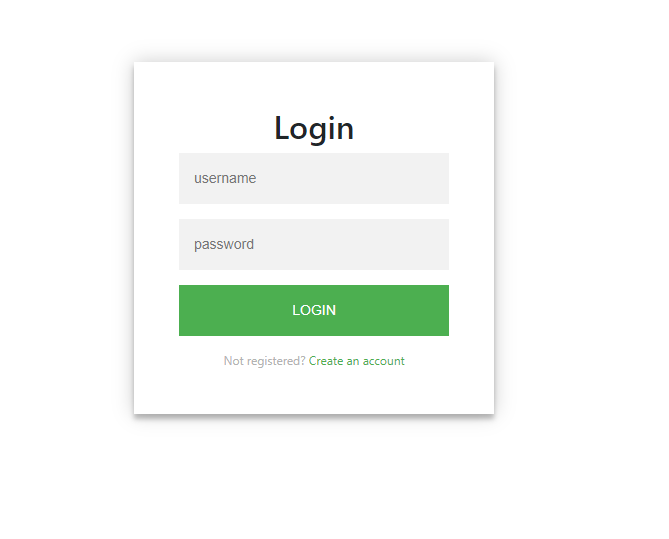 Login
username
password
LOGIN
Not registered? Create an account